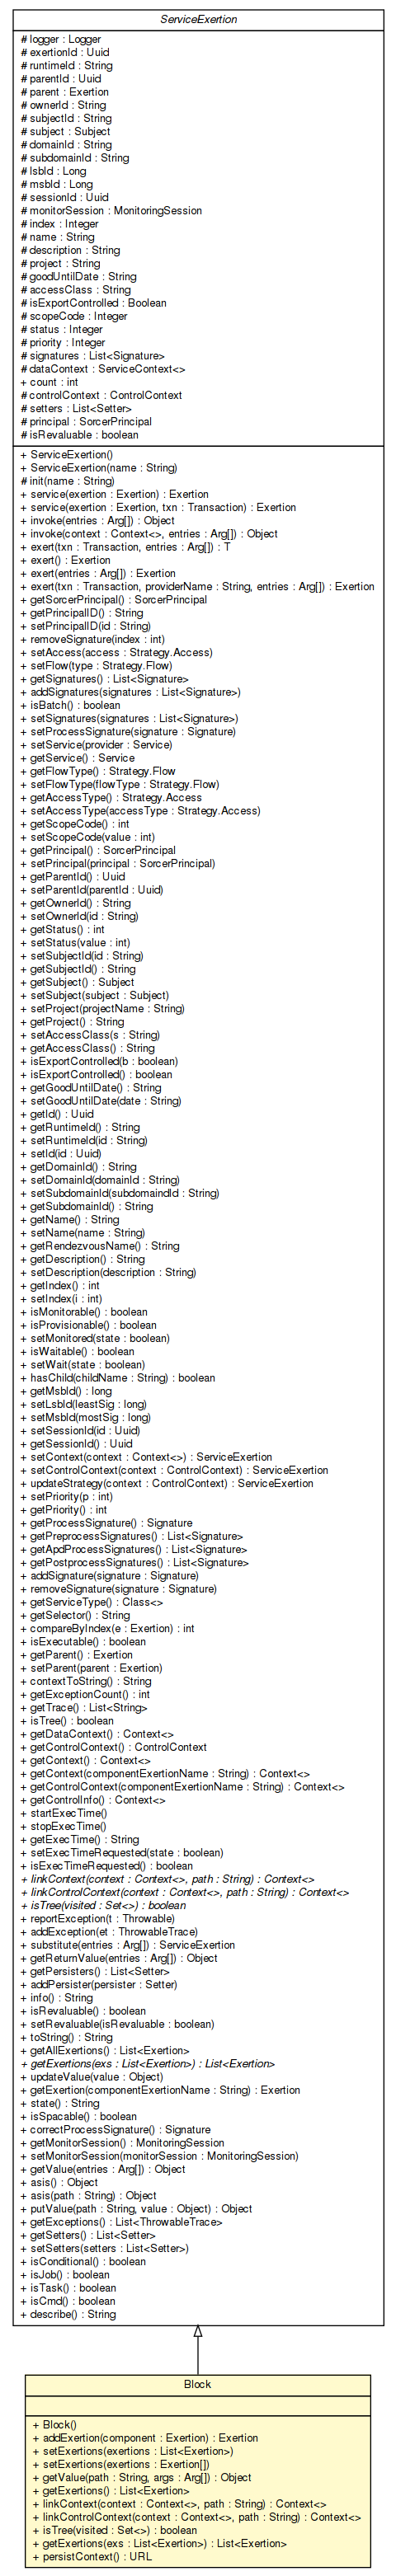 ServiceExertion
# logger : Logger
# exertionId : Uuid
# runtimeId : String
# parentId : Uuid
# parent : Exertion
# ownerId : String
# subjectId : String
# subject : Subject
# domainId : String
# subdomainId : String
# lsbId : Long
# msbId : Long
# sessionId : Uuid
# monitorSession : MonitoringSession
# index : Integer
# name : String
# description : String
# project : String
# goodUntilDate : String
# accessClass : String
# isExportControlled : Boolean
# scopeCode : Integer
# status : Integer
# priority : Integer
# signatures : List<Signature>
# dataContext : ServiceContext<>
+ count : int
# controlContext : ControlContext
# setters : List<Setter>
# principal : SorcerPrincipal
# isRevaluable : boolean
+ ServiceExertion()
+ ServiceExertion(name : String)
# init(name : String)
+ service(exertion : Exertion) : Exertion
+ service(exertion : Exertion, txn : Transaction) : Exertion
+ invoke(entries : Arg[]) : Object
+ invoke(context : Context<>, entries : Arg[]) : Object
+ exert(txn : Transaction, entries : Arg[]) : T
+ exert() : Exertion
+ exert(entries : Arg[]) : Exertion
+ exert(txn : Transaction, providerName : String, entries : Arg[]) : Exertion
+ getSorcerPrincipal() : SorcerPrincipal
+ getPrincipalID() : String
+ setPrincipalID(id : String)
+ removeSignature(index : int)
+ setAccess(access : Strategy.Access)
+ setFlow(type : Strategy.Flow)
+ getSignatures() : List<Signature>
+ addSignatures(signatures : List<Signature>)
+ isBatch() : boolean
+ setSignatures(signatures : List<Signature>)
+ setProcessSignature(signature : Signature)
+ setService(provider : Service)
+ getService() : Service
+ getFlowType() : Strategy.Flow
+ setFlowType(flowType : Strategy.Flow)
+ getAccessType() : Strategy.Access
+ setAccessType(accessType : Strategy.Access)
+ getScopeCode() : int
+ setScopeCode(value : int)
+ getPrincipal() : SorcerPrincipal
+ setPrincipal(principal : SorcerPrincipal)
+ getParentId() : Uuid
+ setParentId(parentId : Uuid)
+ getOwnerId() : String
+ setOwnerId(id : String)
+ getStatus() : int
+ setStatus(value : int)
+ setSubjectId(id : String)
+ getSubjectId() : String
+ getSubject() : Subject
+ setSubject(subject : Subject)
+ setProject(projectName : String)
+ getProject() : String
+ setAccessClass(s : String)
+ getAccessClass() : String
+ isExportControlled(b : boolean)
+ isExportControlled() : boolean
+ getGoodUntilDate() : String
+ setGoodUntilDate(date : String)
+ getId() : Uuid
+ getRuntimeId() : String
+ setRuntimeId(id : String)
+ setId(id : Uuid)
+ getDomainId() : String
+ setDomainId(domainId : String)
+ setSubdomainId(subdomaindId : String)
+ getSubdomainId() : String
+ getName() : String
+ setName(name : String)
+ getRendezvousName() : String
+ getDescription() : String
+ setDescription(description : String)
+ getIndex() : int
+ setIndex(i : int)
+ isMonitorable() : boolean
+ isProvisionable() : boolean
+ setMonitored(state : boolean)
+ isWaitable() : boolean
+ setWait(state : boolean)
+ hasChild(childName : String) : boolean
+ getMsbId() : long
+ setLsbId(leastSig : long)
+ setMsbId(mostSig : long)
+ setSessionId(id : Uuid)
+ getSessionId() : Uuid
+ setContext(context : Context<>) : ServiceExertion
+ setControlContext(context : ControlContext) : ServiceExertion
+ updateStrategy(context : ControlContext) : ServiceExertion
+ setPriority(p : int)
+ getPriority() : int
+ getProcessSignature() : Signature
+ getPreprocessSignatures() : List<Signature>
+ getApdProcessSignatures() : List<Signature>
+ getPostprocessSignatures() : List<Signature>
+ addSignature(signature : Signature)
+ removeSignature(signature : Signature)
+ getServiceType() : Class<>
+ getSelector() : String
+ compareByIndex(e : Exertion) : int
+ isExecutable() : boolean
+ getParent() : Exertion
+ setParent(parent : Exertion)
+ contextToString() : String
+ getExceptionCount() : int
+ getTrace() : List<String>
+ isTree() : boolean
+ getDataContext() : Context<>
+ getControlContext() : ControlContext
+ getContext() : Context<>
+ getContext(componentExertionName : String) : Context<>
+ getControlContext(componentExertionName : String) : Context<>
+ getControlInfo() : Context<>
+ startExecTime()
+ stopExecTime()
+ getExecTime() : String
+ setExecTimeRequested(state : boolean)
+ isExecTimeRequested() : boolean
+ linkContext(context : Context<>, path : String) : Context<>
+ linkControlContext(context : Context<>, path : String) : Context<>
+ isTree(visited : Set<>) : boolean
+ reportException(t : Throwable)
+ addException(et : ThrowableTrace)
+ substitute(entries : Arg[]) : ServiceExertion
+ getReturnValue(entries : Arg[]) : Object
+ getPersisters() : List<Setter>
+ addPersister(persister : Setter)
+ info() : String
+ isRevaluable() : boolean
+ setRevaluable(isRevaluable : boolean)
+ toString() : String
+ getAllExertions() : List<Exertion>
+ getExertions(exs : List<Exertion>) : List<Exertion>
+ updateValue(value : Object)
+ getExertion(componentExertionName : String) : Exertion
+ state() : String
+ isSpacable() : boolean
+ correctProcessSignature() : Signature
+ getMonitorSession() : MonitoringSession
+ setMonitorSession(monitorSession : MonitoringSession)
+ getValue(entries : Arg[]) : Object
+ asis() : Object
+ asis(path : String) : Object
+ putValue(path : String, value : Object) : Object
+ getExceptions() : List<ThrowableTrace>
+ getSetters() : List<Setter>
+ setSetters(setters : List<Setter>)
+ isConditional() : boolean
+ isJob() : boolean
+ isTask() : boolean
+ isCmd() : boolean
+ describe() : String
Block
+ Block()
+ addExertion(component : Exertion) : Exertion
+ setExertions(exertions : List<Exertion>)
+ setExertions(exertions : Exertion[])
+ getValue(path : String, args : Arg[]) : Object
+ getExertions() : List<Exertion>
+ linkContext(context : Context<>, path : String) : Context<>
+ linkControlContext(context : Context<>, path : String) : Context<>
+ isTree(visited : Set<>) : boolean
+ getExertions(exs : List<Exertion>) : List<Exertion>
+ persistContext() : URL